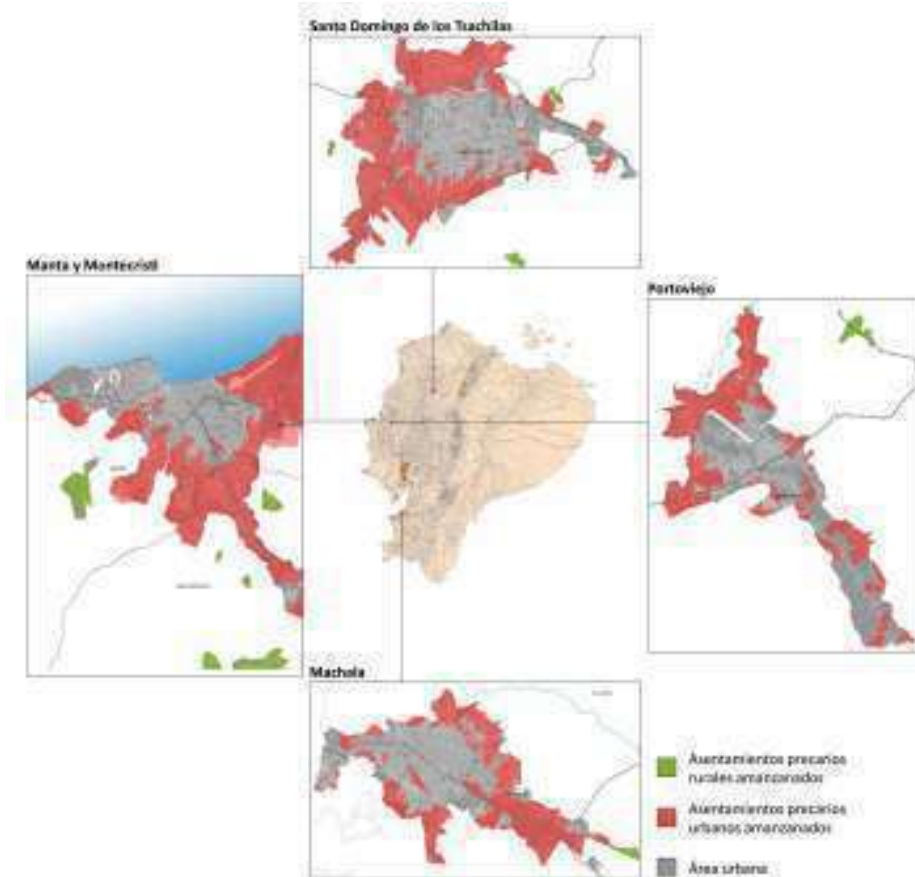 Santo Domingo de los Tsachilas
Manta y Montecristi
Portoviejo
Machala
Asentamientos precarios
rurales amanzanados
Asentamientos precarios
urbanos amanzanados
Área urbana